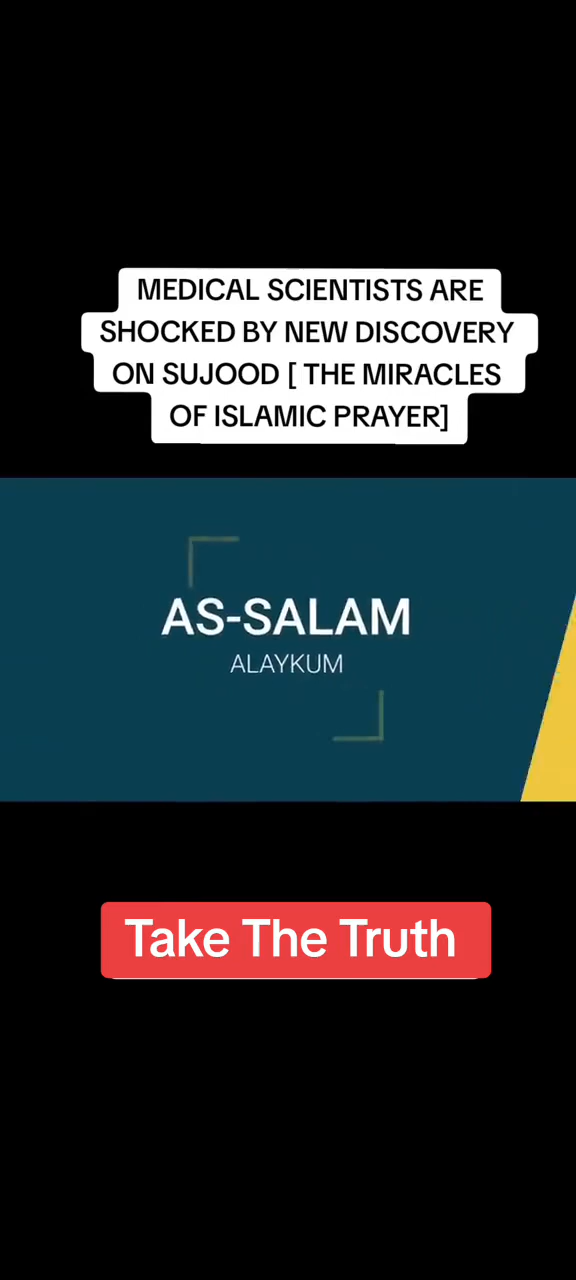 MEDICAL SCIENTISTS ARE
SHOCKED BY NEW DISCOVERY
ON SUJOOD [ THE MIRACLES
OF ISLAMIC PRAYER]
AS-SALAM
ALAYKUM
Take The Truth